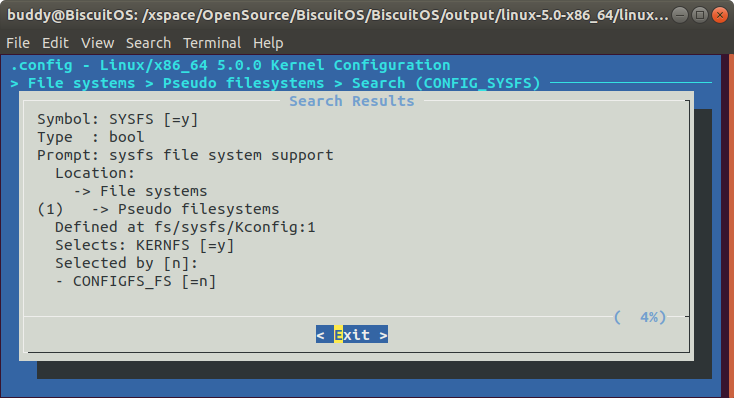 buddy@BiscuitOS: /xspace/OpenSource/BiscuitOS/BiscuitOS/output/linux-5.0-x86_64/linux...
File Edit View Search Terminal Help
.config - Linux/x86_64 5.0.0 Kernel Configuration
> File systems > Pseudo filesystems > Search (CONFIG_SYSFS)
Search Results
Symbol: SYSFS [=y]
Type  : bool
Prompt: sysfs file system support
  Location:
    -> File systems
(1)   -> Pseudo filesystems
  Defined at fs/sysfs/Kconfig:1
  Selects: KERNFS [=y]
  Selected by [n]:
  - CONFIGFS_FS [=n]
(  4%)
< Exit >